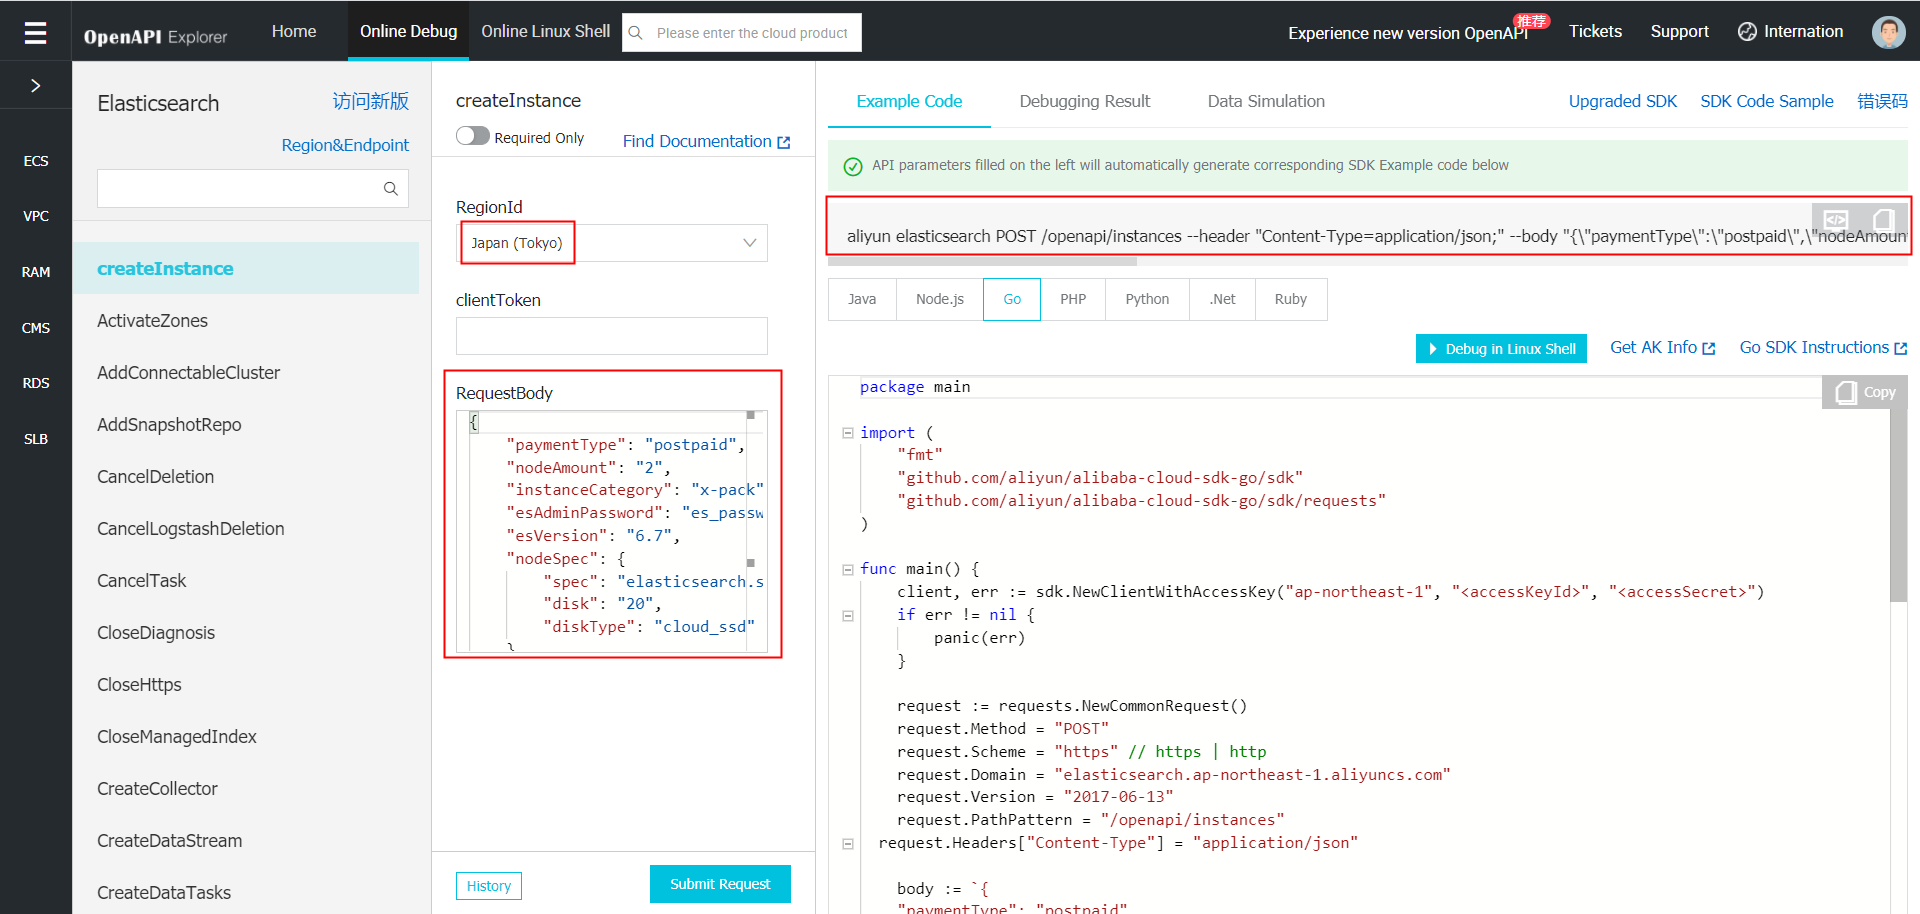 OpenAPI Explorer
Home
Online Debug
Online Linux Shell
Please enter the cloud product
Experience new version OpenAPI
推荐
Tickets
Support
Internation
ECS
VPC
RAM
CMS
RDS
SLB
Elasticsearch
访问新版
Region&Endpoint
createInstance
ActivateZones
AddConnectableCluster
AddSnapshotRepo
CancelDeletion
CancelLogstashDeletion
CancelTask
CloseDiagnosis
CloseHttps
CloseManagedIndex
CreateCollector
CreateDataStream
CreateDataTasks
createInstance
Required Only
Find Documentation
RegionId
Japan (Tokyo)
clientToken
RequestBody
{
"paymentType": "postpaid",
"nodeAmount": "2",
"instanceCategory": "x-pack"
"esAdminPassword": "es_passw
"esVersion": "6.7",
"nodeSpec": {
"spec": "elasticsearch.s
"disk": "20",
"diskType": "cloud_ssd"
}
History
Submit Request
Example Code
Debugging Result
Data Simulation
Upgraded SDK
SDK Code Sample
错误码
API parameters filled on the left will automatically generate corresponding SDK Example code below
aliyun elasticsearch POST /openapi/instances --header "Content-Type=application/json;" --body "{\"paymentType\":\"postpaid\",\"nodeAmoun
Java
Node.js
Go
PHP
Python
.Net
Ruby
Debug in Linux Shell
Get AK Info
Go SDK Instructions
Copy
package main
import (
"fmt"
"github.com/aliyun/alibaba-cloud-sdk-go/sdk"
"github.com/aliyun/alibaba-cloud-sdk-go/sdk/requests"
)
func main() {
client, err := sdk.NewClientWithAccessKey("ap-northeast-1", "<accessKeyId>", "<accessSecret>")
if err != nil {
panic(err)
}
request := requests.NewCommonRequest()
request.Method = "POST"
request.Scheme = "https" // https | http
request.Domain = "elasticsearch.ap-northeast-1.aliyuncs.com"
request.Version = "2017-06-13"
request.PathPattern = "/openapi/instances"
request.Headers["Content-Type"] = "application/json"
body := `{
"paymentType": "postpaid"